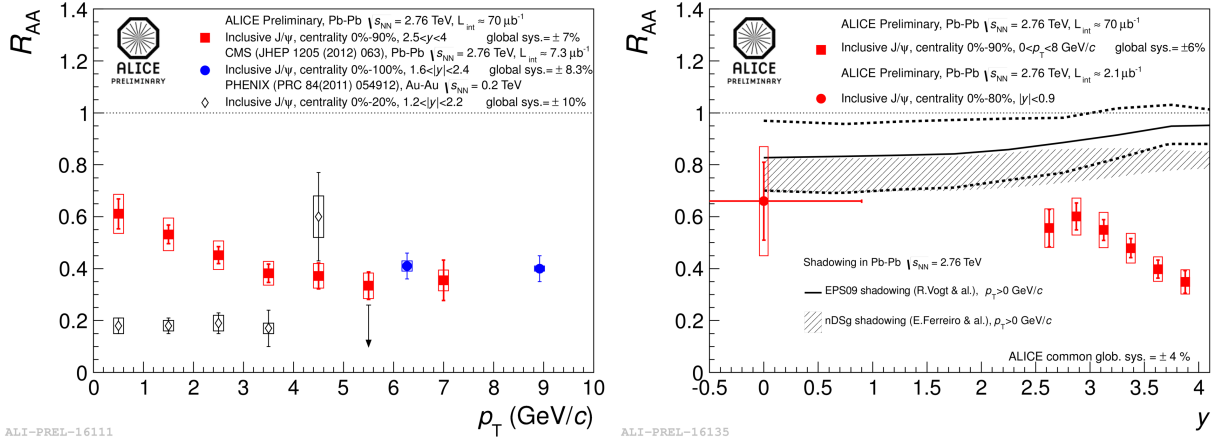 R_AA
1.4
1.2
1
0.8
0.6
0.4
0.2
0
ALICE
PRELIMINARY
ALICE Preliminary, Pb-Pb √s_NN = 2.76 TeV, L_int ≈ 70 μb⁻¹
Inclusive J/ψ, centrality 0%-90%, 2.5<y<4 global sys.= ± 7%
CMS (JHEP 1205 (2012) 063), Pb-Pb √s_NN = 2.76 TeV, L_int ≈ 7.3 μb⁻¹
Inclusive J/ψ, centrality 0%-100%, 1.6<|y|<2.4 global sys.= ± 8.3%
PHENIX (PRC 84(2011) 054912), Au-Au √s_NN = 0.2 TeV
Inclusive J/ψ, centrality 0%-20%, 1.2<|y|<2.2 global sys.= ± 10%
0 1 2 3 4 5 6 7 8 9 10
p_T (GeV/c)
ALI-PREL-16111
R_AA
1.4
1.2
1
0.8
0.6
0.4
0.2
ALICE
PRELIMINARY
ALICE Preliminary, Pb-Pb √s_NN = 2.76 TeV, L_int ≈ 70 μb⁻¹
Inclusive J/ψ, centrality 0%-90%, 0<p_T<8 GeV/c global sys.= ±6%
ALICE Preliminary, Pb-Pb √s_NN = 2.76 TeV, L_int ≈ 2.1 μb⁻¹
Inclusive J/ψ, centrality 0%-80%, |y|<0.9
Shadowing in Pb-Pb √s_NN = 2.76 TeV
EPS09 shadowing (R.Vogt & al.), p_T>0 GeV/c
nDSg shadowing (E.Ferreiro & al.), p_T>0 GeV/c
ALICE common glob. sys. = ± 4 %
-0.5 0 0.5 1 1.5 2 2.5 3 3.5 4
y
ALI-PREL-16135